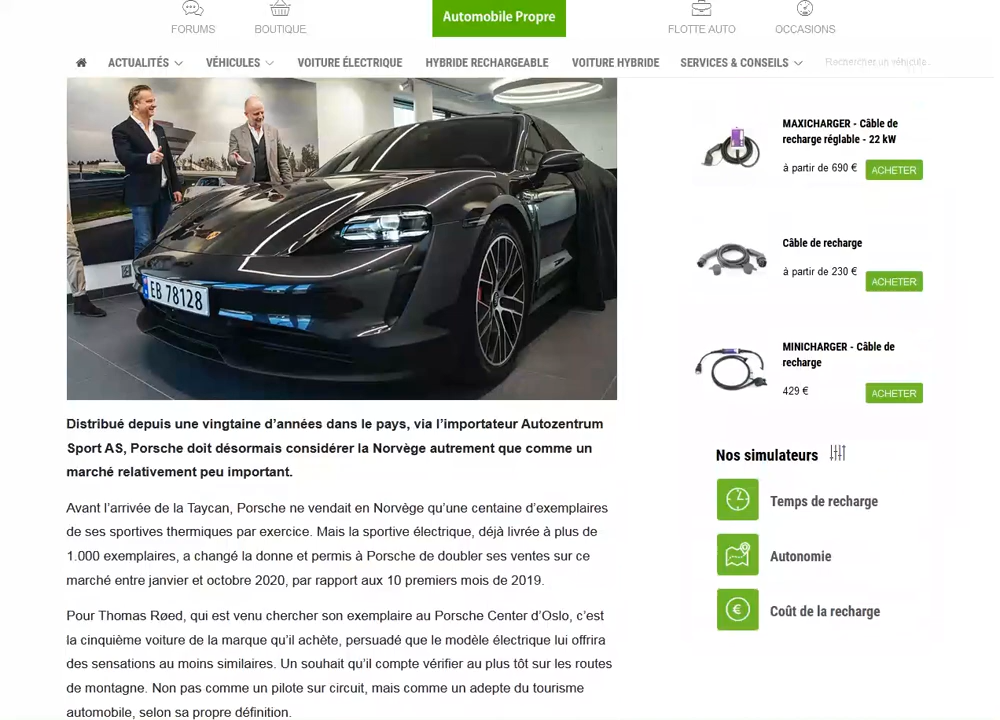 FORUMS
BOUTIQUE
Automobile Propre
FLOTTE AUTO
OCCASIONS
ACTUALITÉS
VÉHICULES
VOITURE ÉLECTRIQUE
HYBRIDE RECHARGEABLE
VOITURE HYBRIDE
SERVICES & CONSEILS
Rechercher un véhicule..
EB 78128
Distribué depuis une vingtaine d’années dans le pays, via l’importateur Autozentrum
Sport AS, Porsche doit désormais considérer la Norvège autrement que comme un
marché relativement peu important.
Avant l’arrivée de la Taycan, Porsche ne vendait en Norvège qu’une centaine d’exemplaires
de ses sportives thermiques par exercice. Mais la sportive électrique, déjà livrée à plus de
1.000 exemplaires, a changé la donne et permis à Porsche de doubler ses ventes sur ce
marché entre janvier et octobre 2020, par rapport aux 10 premiers mois de 2019.
Pour Thomas Røed, qui est venu chercher son exemplaire au Porsche Center d’Oslo, c’est
la cinquième voiture de la marque qu’il achète, persuadé que le modèle électrique lui offrira
des sensations au moins similaires. Un souhait qu’il compte vérifier au plus tôt sur les routes
de montagne. Non pas comme un pilote sur circuit, mais comme un adepte du tourisme
automobile, selon sa propre définition.
MAXICHARGER - Câble de
recharge réglable - 22 kW
à partir de 690 €
ACHETER
Câble de recharge
à partir de 230 €
ACHETER
MINICHARGER - Câble de
recharge
429 €
ACHETER
Nos simulateurs
Temps de recharge
Autonomie
Coût de la recharge